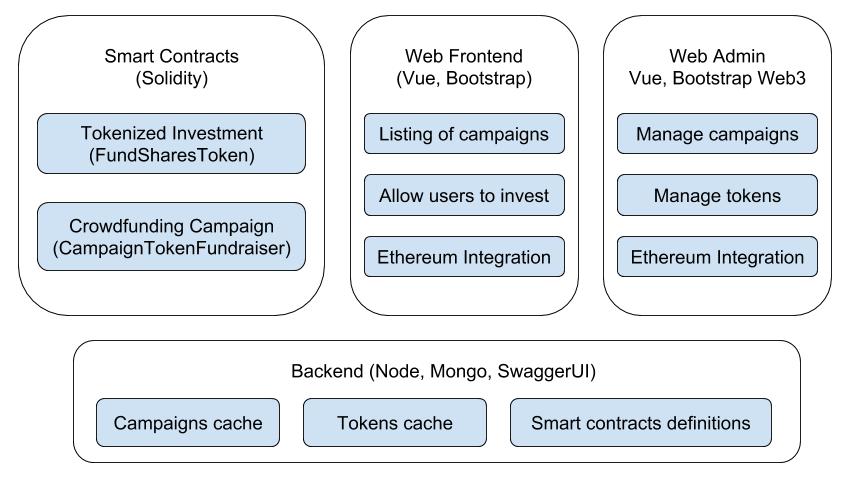 Smart Contracts
(Solidity)
Tokenized Investment
(FundSharesToken)
Crowdfunding Campaign
(CampaignTokenFundraiser)
Web Frontend
(Vue, Bootstrap)
Listing of campaigns
Allow users to invest
Ethereum Integration
Web Admin
Vue, Bootstrap Web3
Manage campaigns
Manage tokens
Ethereum Integration
Backend (Node, Mongo, SwaggerUI)
Campaigns cache
Tokens cache
Smart contracts definitions